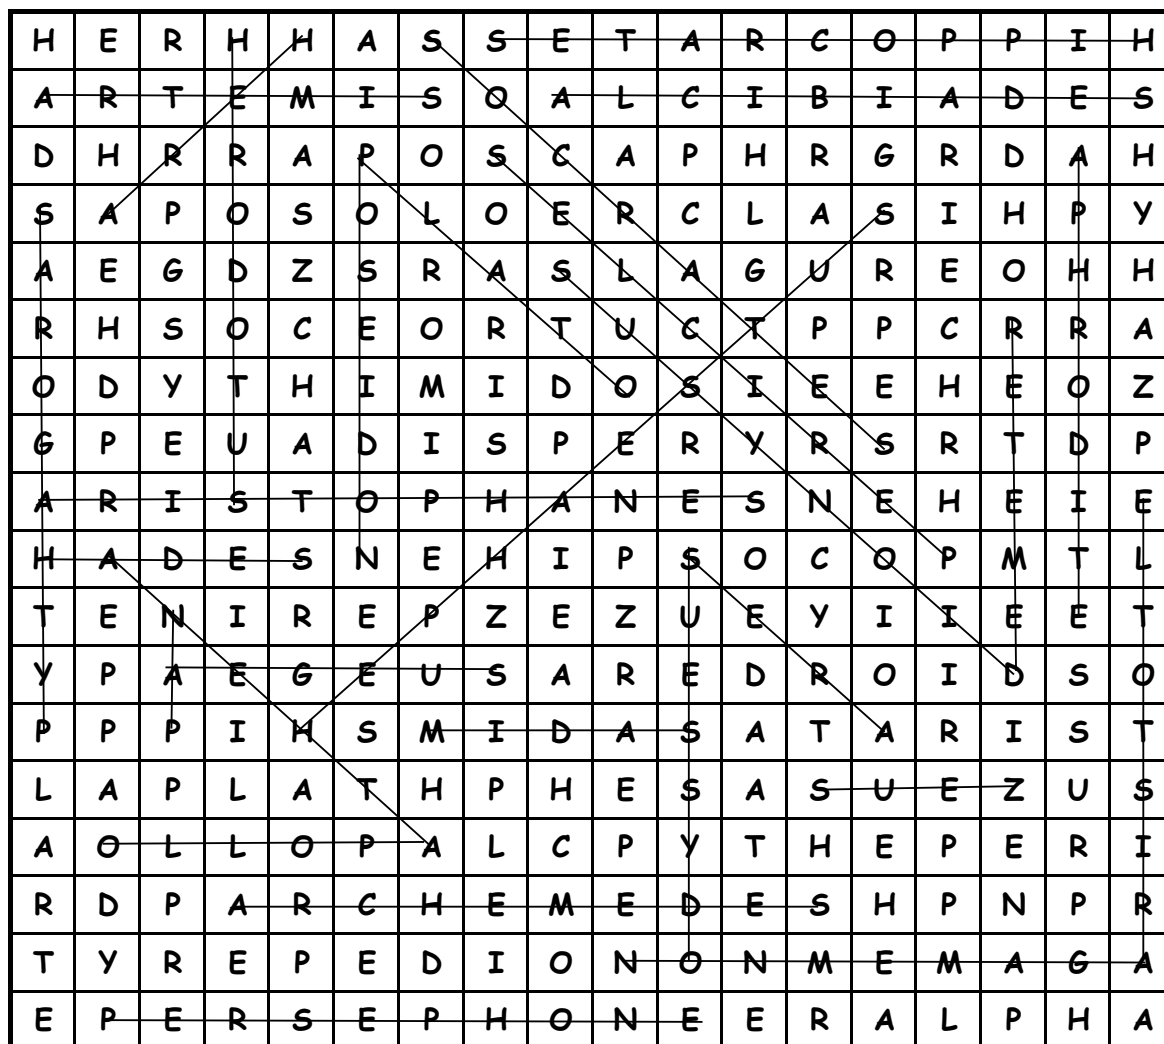 H E R H H A S S E T A R C O P P I H
A R T E M I S O A L C I B I A D E S
D H R R A P O S C A P H R G R D A H
S A P O S O L O E R C L A S I H P Y
A E G D Z S R A S L A G U R E O H H
R H S O C E O R T U C T P P C R R A
O D Y T H I M I D O S I E E H E O Z
G P E U A D I S P E R Y R S R T D P
A R I S T O P H A N E S N E H E I E
H A D E S N E H I P S O C O P M T L
T E N I R E P Z E Z U E Y I I E E T
Y P A E G E U S A R E D R O I D S O
P P P I H S M I D A S A T A R I S T
L A P L A T H P H E S A S U E Z U S
A O L L O P A L C P Y T H E P E R I
R D P A R C H E M E D E S H P N P R
T Y R E P E D I O N O N M E M A G A
E P E R S E P H O N E E R A L P H A